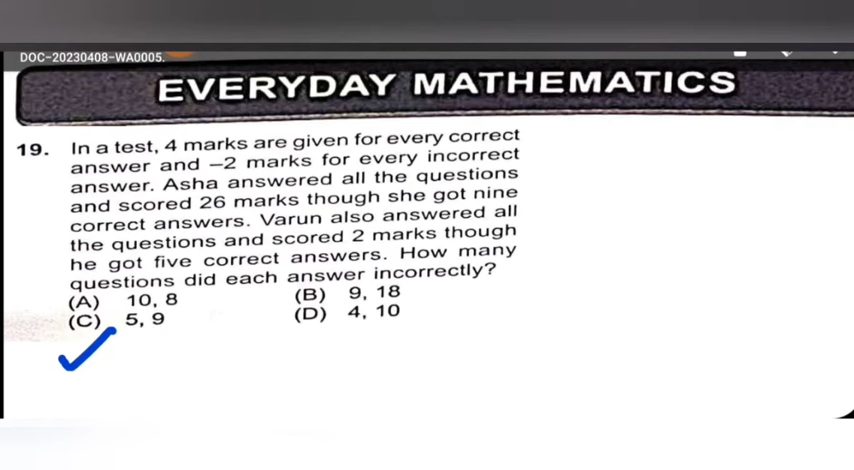 DOC-20230408-WA0005.
EVERYDAY MATHEMATICS
19. In a test, 4 marks are given for every correct
answer and –2 marks for every incorrect
answer. Asha answered all the questions
and scored 26 marks though she got nine
correct answers. Varun also answered all
the questions and scored 2 marks though
he got five correct answers. How many
questions did each answer incorrectly?
(A) 10, 8 (B) 9, 18
(C) 5, 9 (D) 4, 10